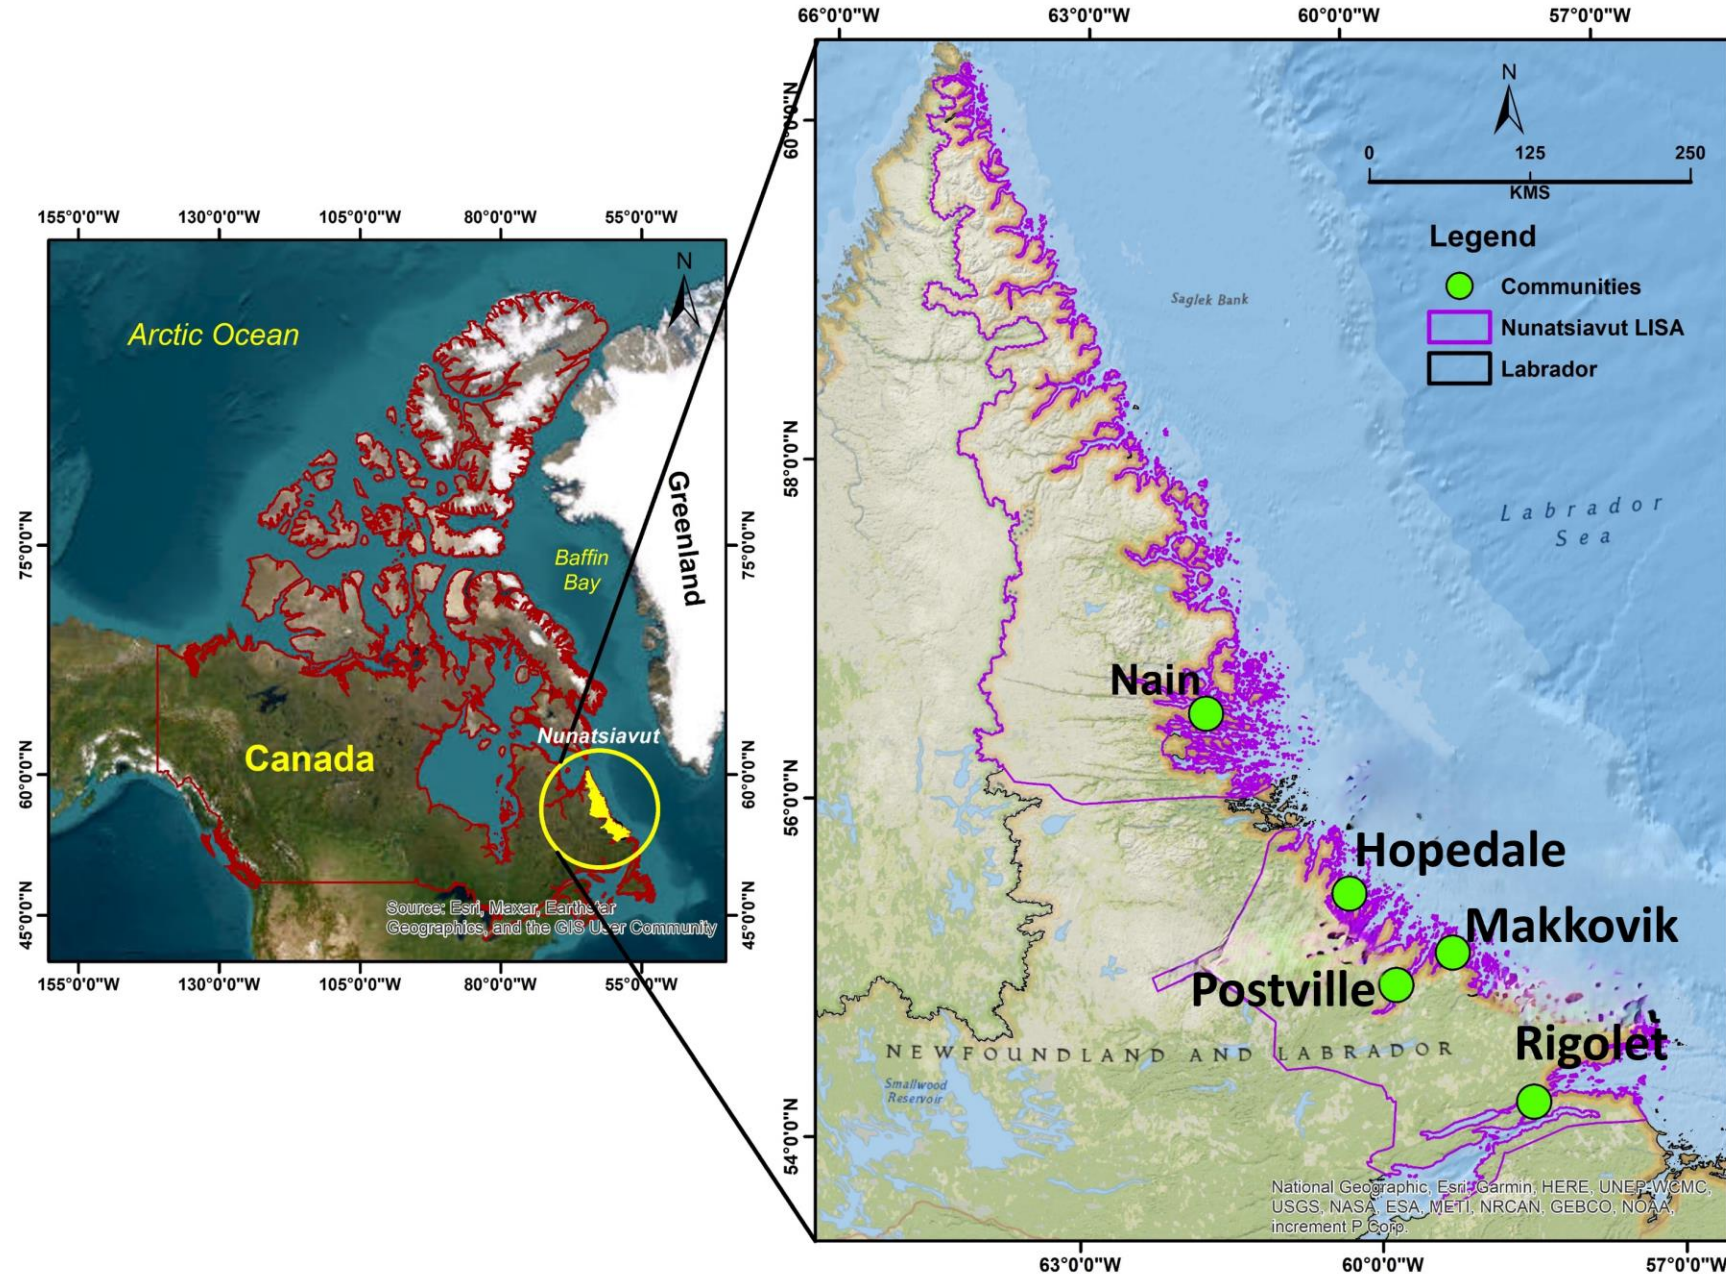 155°0'0"W 130°0'0"W 105°0'0"W 80°0'0"W 55°0'0"W
N
Arctic Ocean
Greenland
Baffin
Bay
Nunatsiavut
Canada
Source: Esri, Maxar, Earthstar
Geographics, and the GIS User Community
75°0'0"N
60°0'0"N
45°0'0"N
75°0'0"N
60°0'0"N
45°0'0"N
155°0'0"W 130°0'0"W 105°0'0"W 80°0'0"W 55°0'0"W
66°0'0"W 63°0'0"W 60°0'0"W 57°0'0"W
60°0'0"N
58°0'0"N
56°0'0"N
54°0'0"N
N
0 125 250
KMS
Legend
Communities
Nunatsiavut LISA
Labrador
Saglek Bank
Labrador
Sea
Nain
Hopedale
Makkovik
Postville
Rigolet
NEWFOUNDLAND AND LABRADOR
Smallwood
Reservoir
National Geographic, Esri, Garmin, HERE, UNEP-WCMC,
USGS, NASA, ESA, METI, NRCAN, GEBCO, NOAA,
increment P Corp.
63°0'0"W 60°0'0"W 57°0'0"W